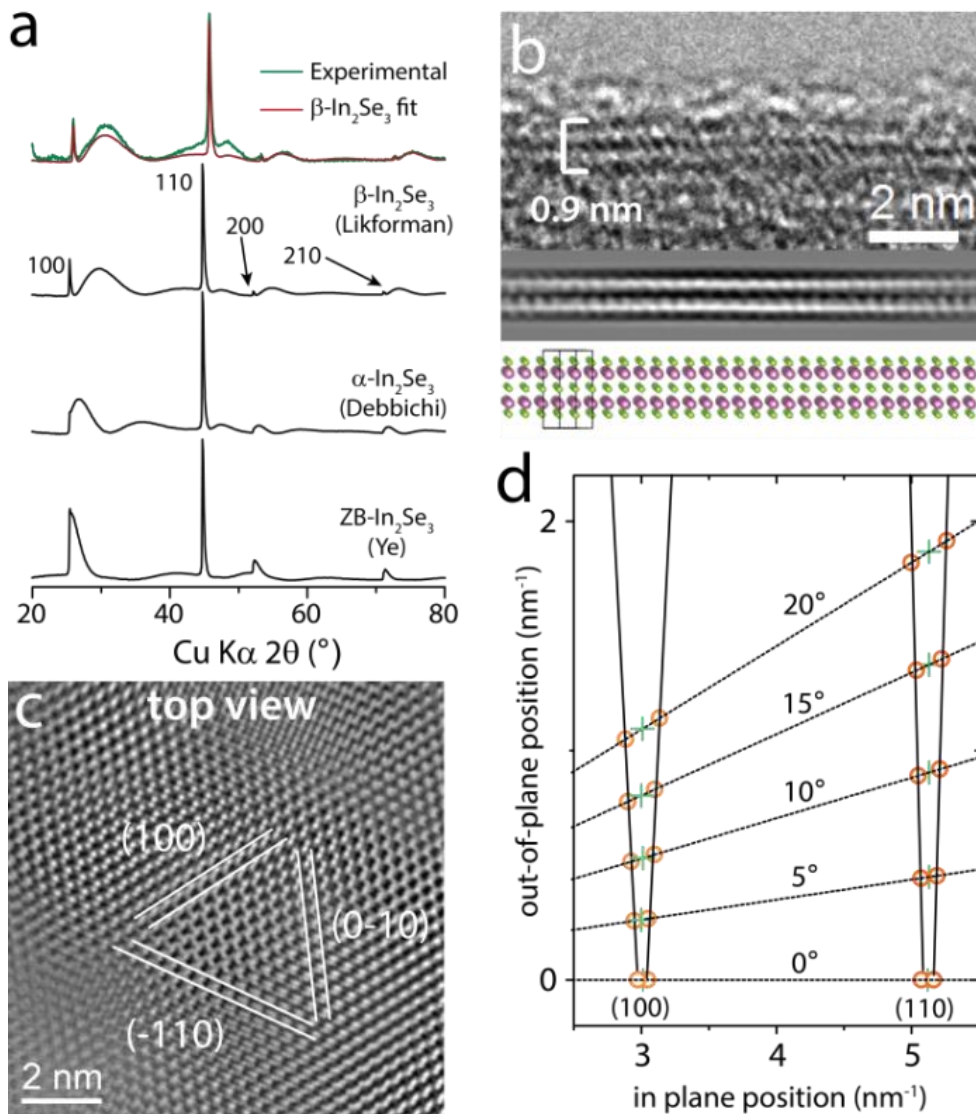 a
Experimental
β-In₂Se₃ fit
110
β-In₂Se₃
(Likforman)
200
100
210
α-In₂Se₃
(Debbichi)
ZB-In₂Se₃
(Ye)
20 40 60 80
Cu Kα 2θ (°)
b
0.9 nm
2 nm
c
top view
(100)
(0-10)
(-110)
2 nm
d
out-of-plane position (nm⁻¹)
2
0
20°
15°
10°
5°
0°
(100) (110)
3 4 5
in plane position (nm⁻¹)